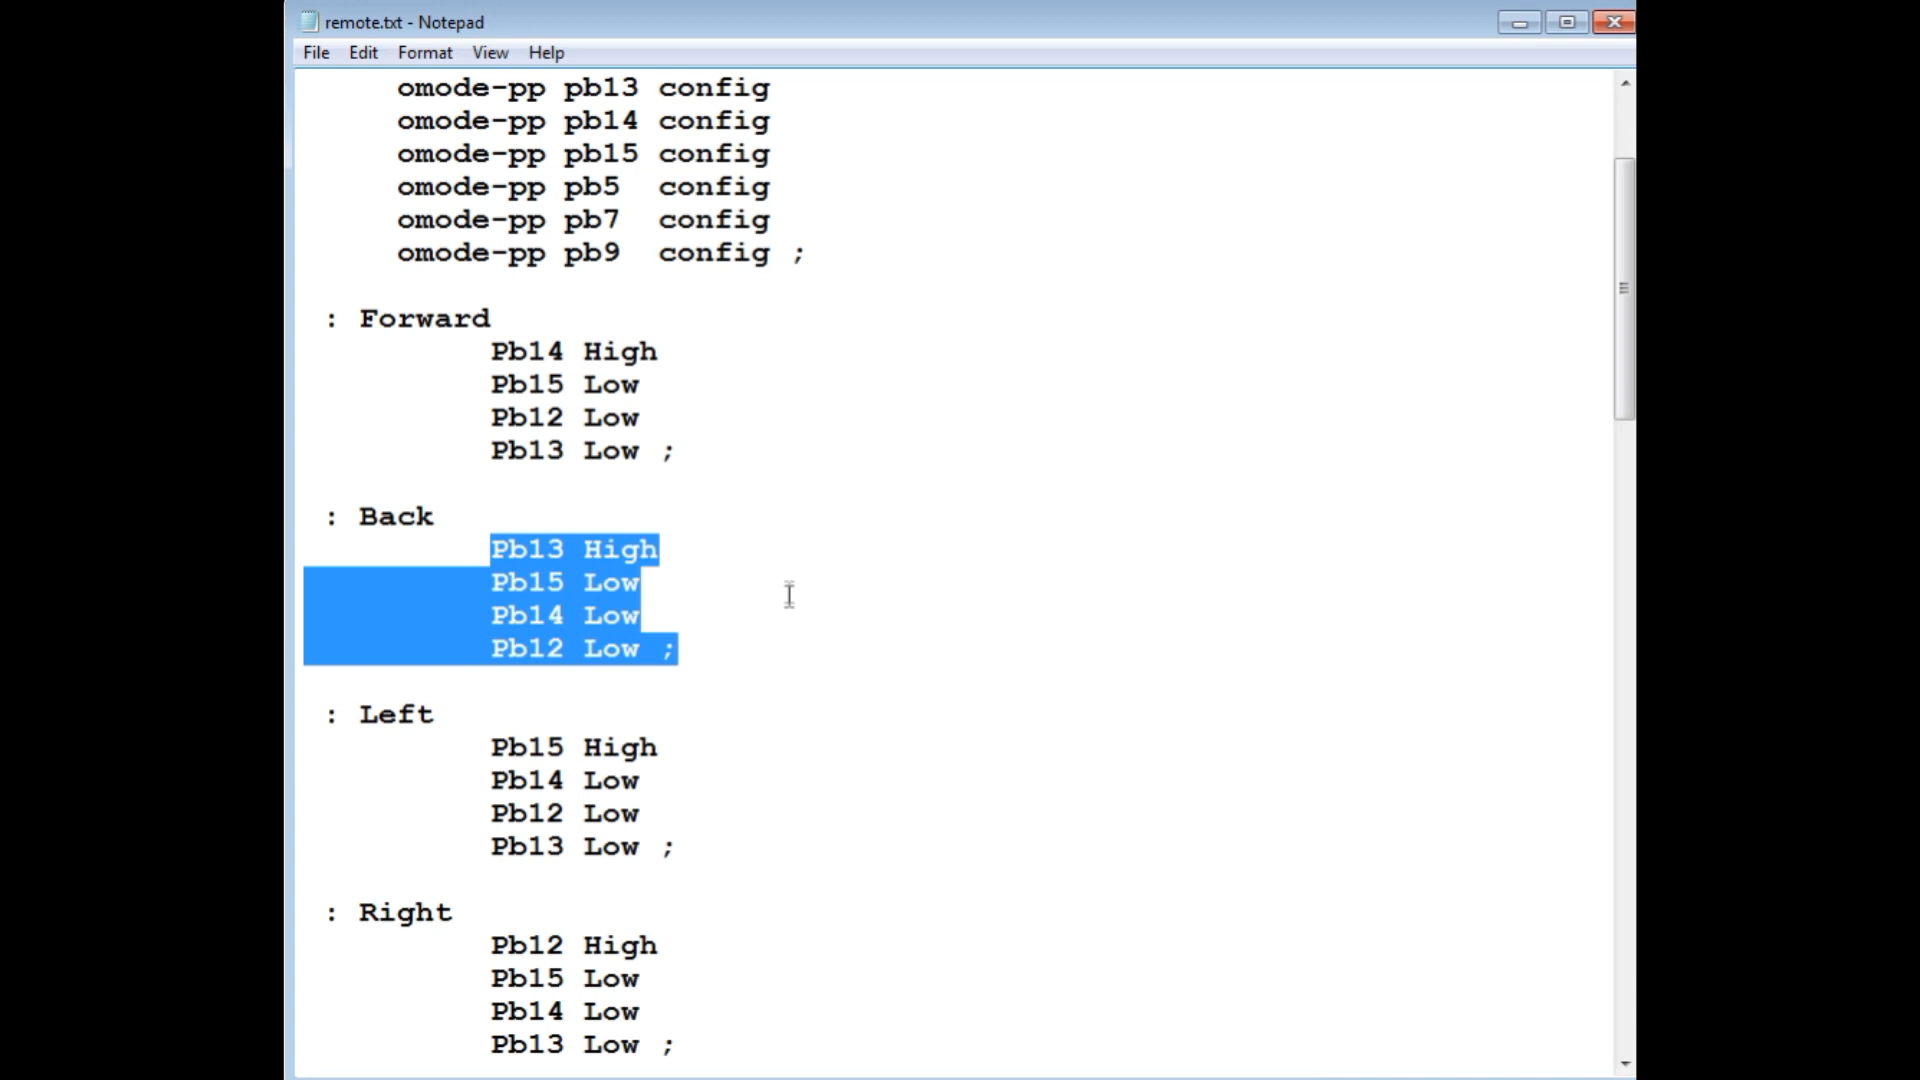 remote.txt - Notepad
File Edit Format View Help
omode-pp pb13 config
omode-pp pb14 config
omode-pp pb15 config
omode-pp pb5 config
omode-pp pb7 config
omode-pp pb9 config ;
: Forward
Pb14 High
Pb15 Low
Pb12 Low
Pb13 Low ;
: Back
Pb13 High
Pb15 Low
Pb14 Low
Pb12 Low ;
: Left
Pb15 High
Pb14 Low
Pb12 Low
Pb13 Low ;
: Right
Pb12 High
Pb15 Low
Pb14 Low
Pb13 Low ;